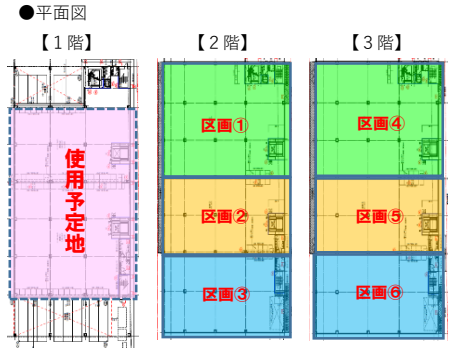 ●平面図
【１階】
【２階】
【３階】
使用予定地
区画①
区画②
区画③
区画④
区画⑤
区画⑥